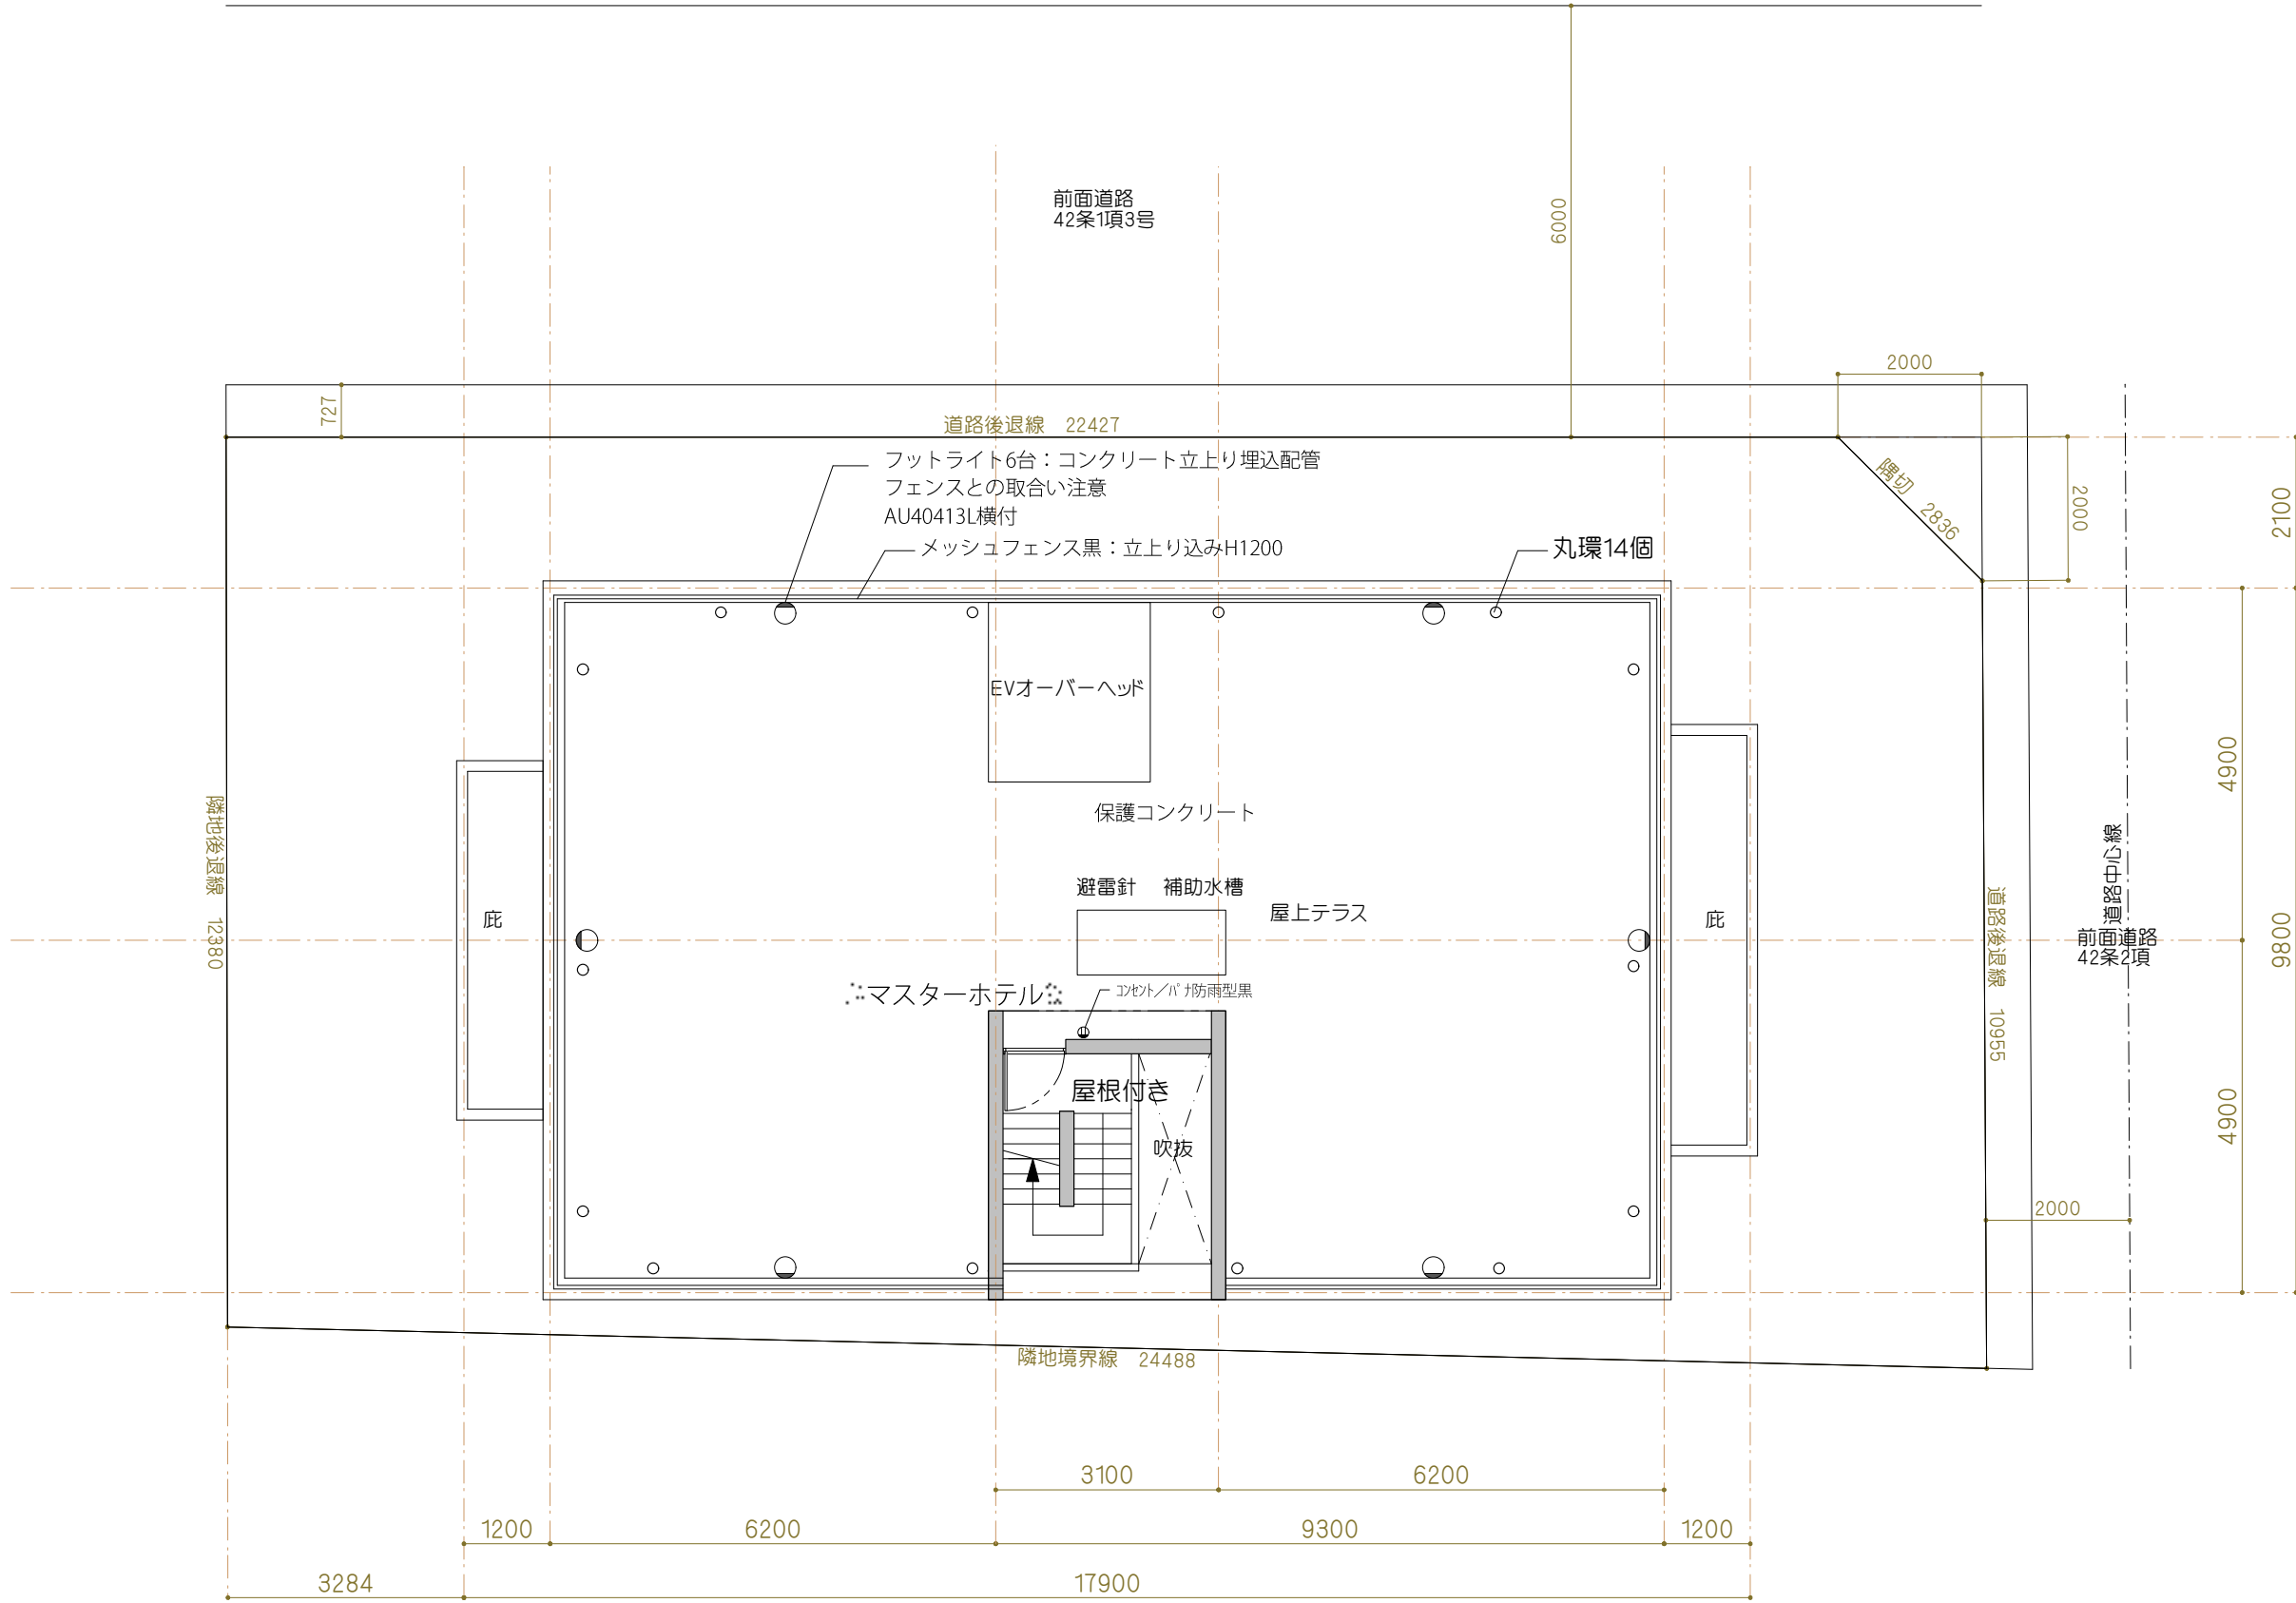 前面道路
42条1項3号
6000
2000
727
道路後退線 22427
隅切 2836
2000
2100
フットライト6台：コンクリート立上り埋込配管
フェンスとの取合い注意
AU40413L横付
メッシュフェンス黒：立上り込みH1200
丸環14個
EVオーバーヘッド
4900
保護コンクリート
隣地後退線 12380
庇
避雷針 補助水槽
屋上テラス
庇
道路後退線 10955
道路中心線
前面道路
42条2項
9800
マスターホテル
ｺﾝｾﾝﾄ／ﾊﾟﾅ防雨型黒
屋根付き
吹抜
4900
2000
隣地境界線 24488
3100
6200
1200
6200
9300
1200
3284
17900